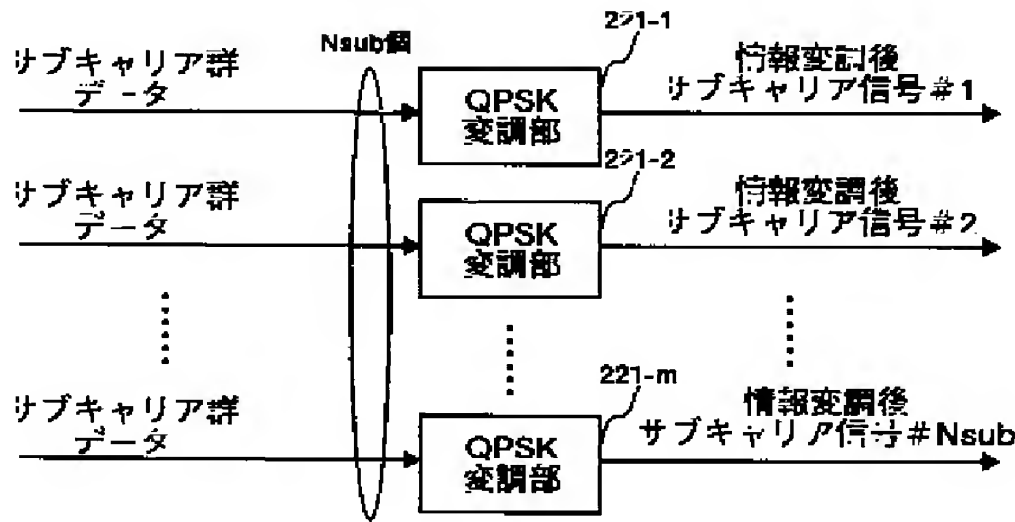 Nsub個
221-1
サブキャリア群
データ
QPSK
変調部
情報変調後
サブキャリア信号#1
221-2
サブキャリア群
データ
QPSK
変調部
情報変調後
サブキャリア信号#2
221-m
サブキャリア群
データ
QPSK
変調部
情報変調後
サブキャリア信号#Nsub